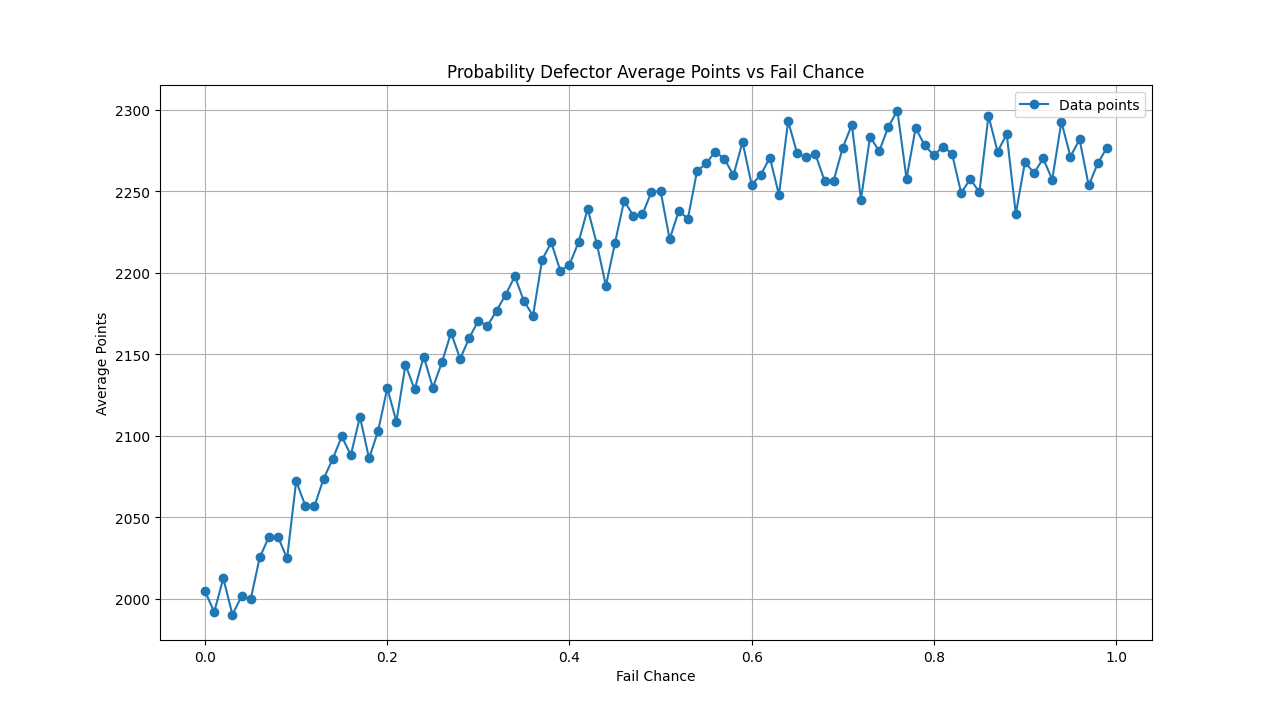 Probability Defector Average Points vs Fail Chance
Data points
2300
2250
2200
2150
2100
2050
2000
Average Points
0.0 0.2 0.4 0.6 0.8 1.0
Fail Chance